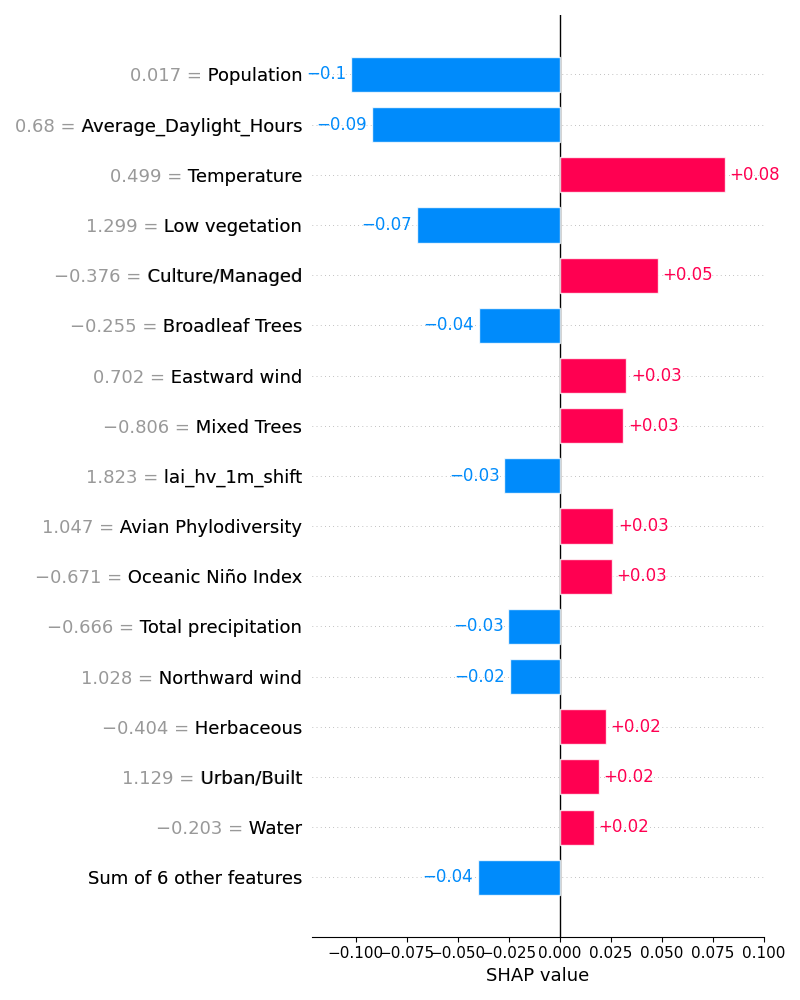 0.017 = Population −0.1
0.68 = Average_Daylight_Hours −0.09
0.499 = Temperature +0.08
1.299 = Low vegetation −0.07
−0.376 = Culture/Managed +0.05
−0.255 = Broadleaf Trees −0.04
0.702 = Eastward wind +0.03
−0.806 = Mixed Trees +0.03
1.823 = lai_hv_1m_shift −0.03
1.047 = Avian Phylodiversity +0.03
−0.671 = Oceanic Niño Index +0.03
−0.666 = Total precipitation −0.03
1.028 = Northward wind −0.02
−0.404 = Herbaceous +0.02
1.129 = Urban/Built +0.02
−0.203 = Water +0.02
Sum of 6 other features −0.04
−0.100 −0.075 −0.050 −0.025 0.000 0.025 0.050 0.075 0.100
SHAP value